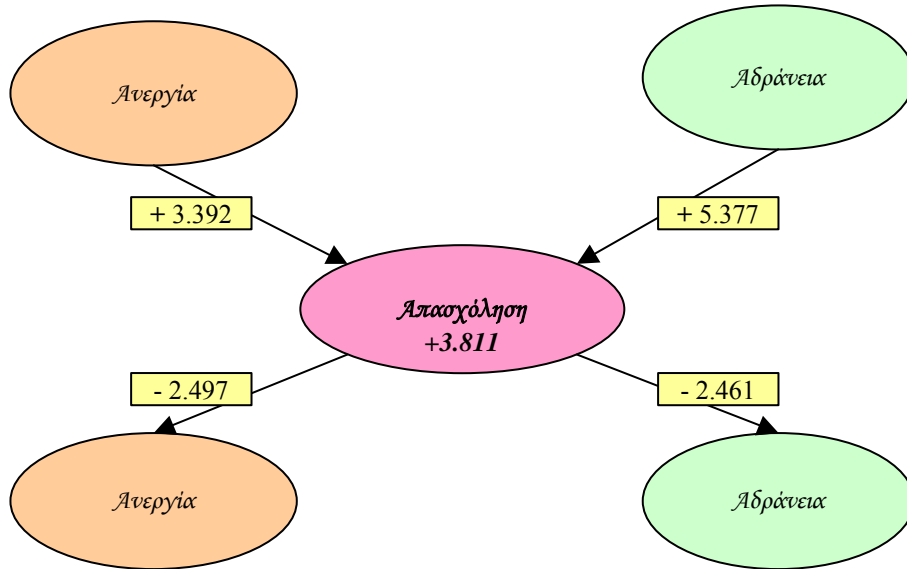 Ανεργία
Αδράνεια
+ 3.392
+ 5.377
Απασχόληση
+3.811
- 2.497
- 2.461
Ανεργία
Αδράνεια